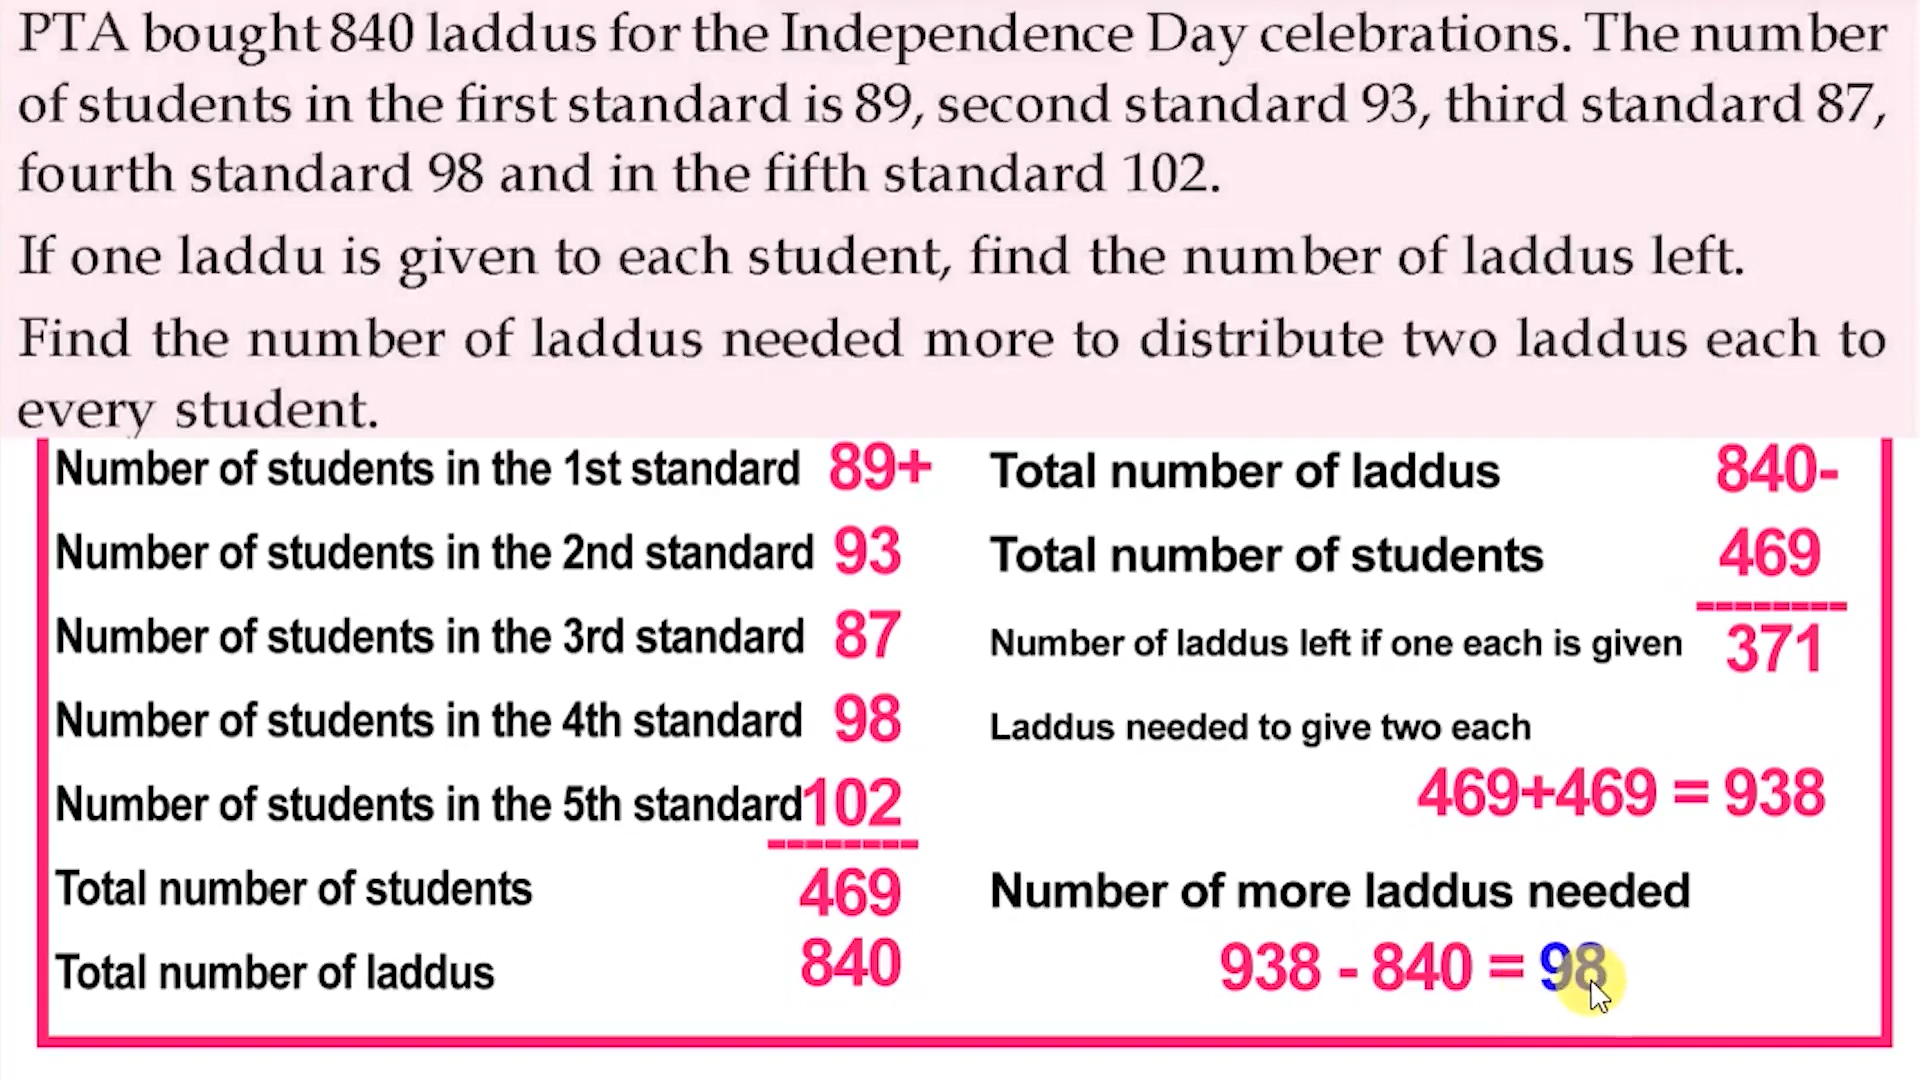 PTA bought 840 laddus for the Independence Day celebrations. The number
of students in the first standard is 89, second standard 93, third standard 87,
fourth standard 98 and in the fifth standard 102.
If one laddu is given to each student, find the number of laddus left.
Find the number of laddus needed more to distribute two laddus each to
every student.
Number of students in the 1st standard 89+
Number of students in the 2nd standard 93
Number of students in the 3rd standard 87
Number of students in the 4th standard 98
Number of students in the 5th standard 102
--------
Total number of students 469
Total number of laddus 840
Total number of laddus 840-
Total number of students 469
--------
Number of laddus left if one each is given 371
Laddus needed to give two each
469+469 = 938
Number of more laddus needed
938 - 840 = 98